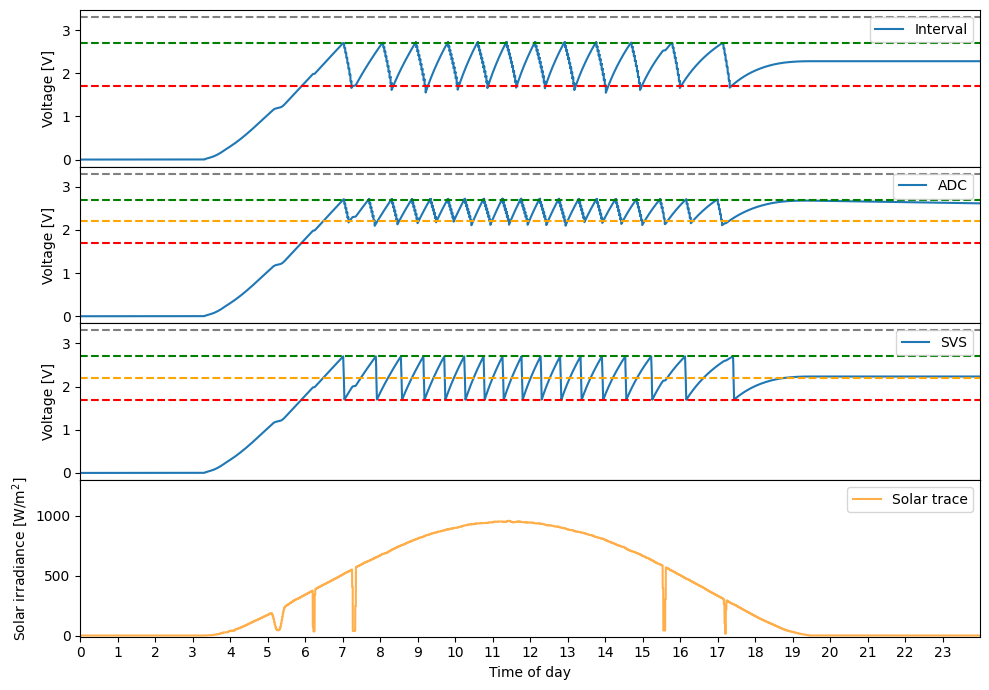 Voltage [V]
3
2
1
0
Interval
Voltage [V]
3
2
1
0
ADC
Voltage [V]
3
2
1
0
SVS
Solar irradiance [W/m²]
1000
500
0
Solar trace
0 1 2 3 4 5 6 7 8 9 10 11 12 13 14 15 16 17 18 19 20 21 22 23
Time of day